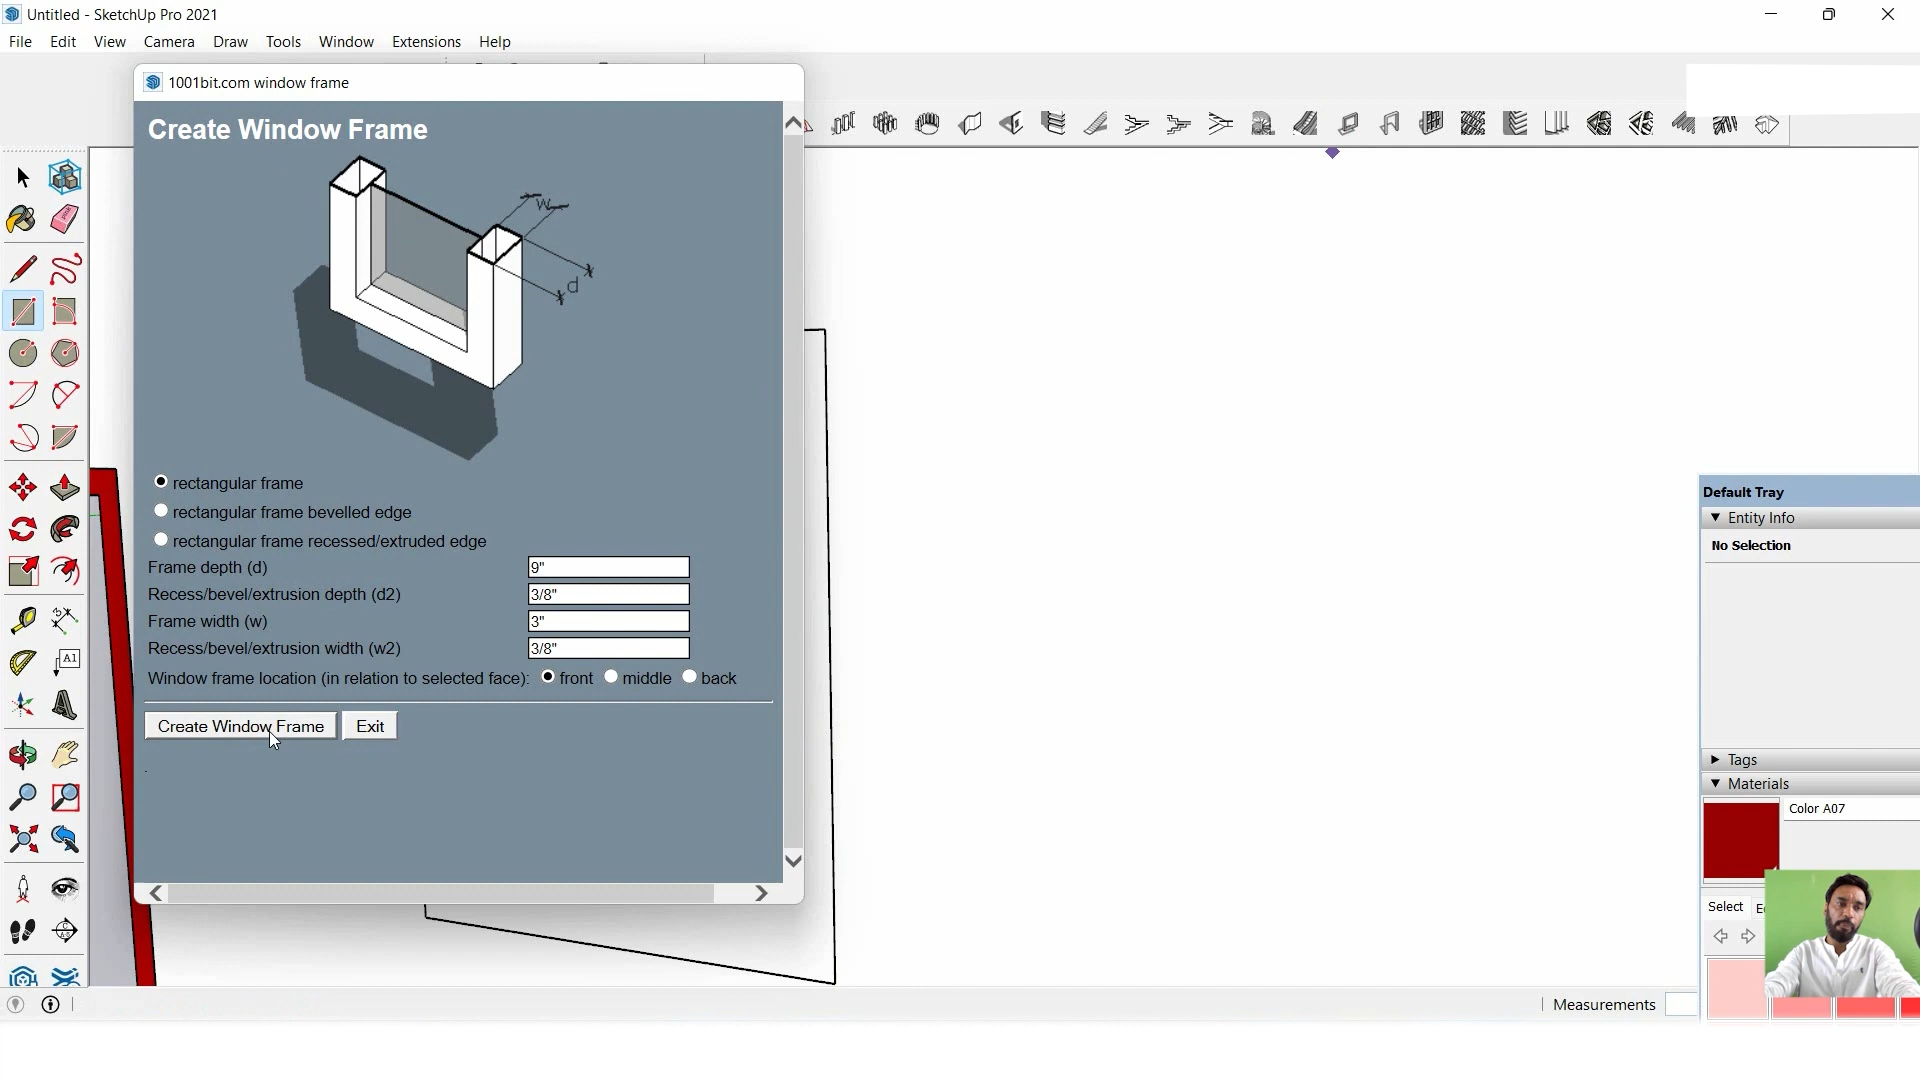 Untitled - SketchUp Pro 2021
File Edit View Camera Draw Tools Window Extensions Help
1001bit.com window frame
Create Window Frame
w
d
rectangular frame
rectangular frame bevelled edge
rectangular frame recessed/extruded edge
Frame depth (d) 9"
Recess/bevel/extrusion depth (d2) 3/8"
Frame width (w) 3"
Recess/bevel/extrusion width (w2) 3/8"
Window frame location (in relation to selected face): front middle back
Create Window Frame Exit
Default Tray
Entity Info
No Selection
Tags
Materials
Color A07
Select
A1
Measurements